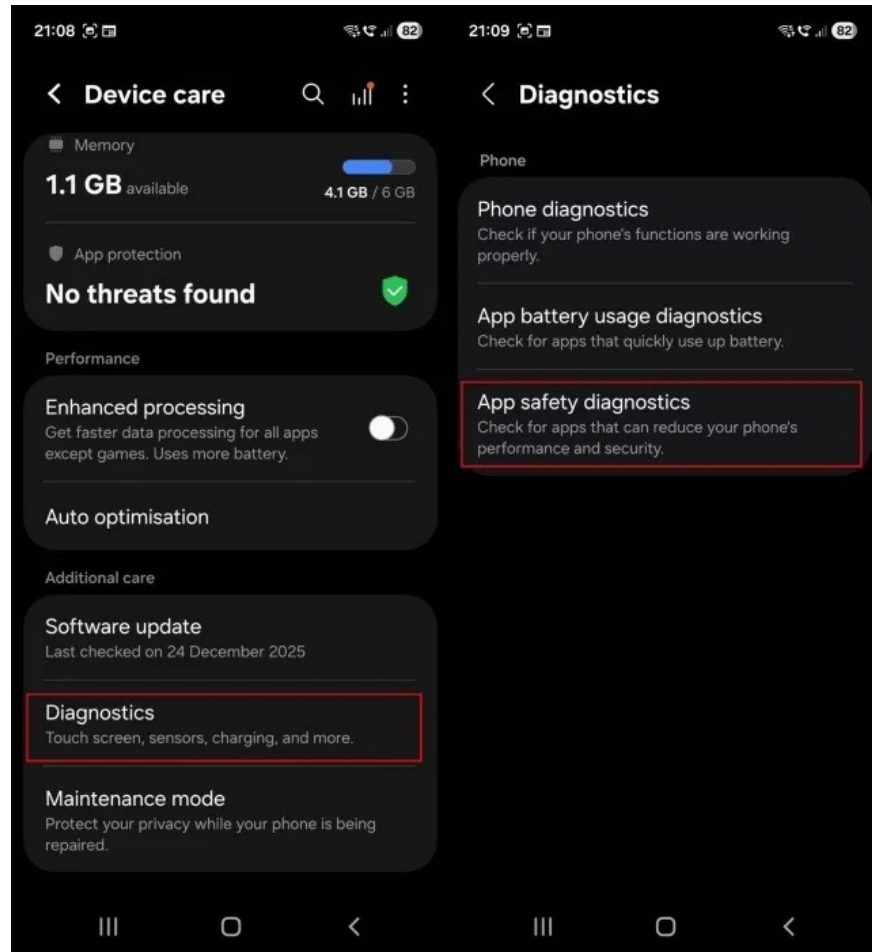 21:08
82
Device care
Memory
1.1 GB available
4.1 GB / 6 GB
App protection
No threats found
Performance
Enhanced processing
Get faster data processing for all apps
except games. Uses more battery.
Auto optimisation
Additional care
Software update
Last checked on 24 December 2025
Diagnostics
Touch screen, sensors, charging, and more.
Maintenance mode
Protect your privacy while your phone is being
repaired.
21:09
82
Diagnostics
Phone
Phone diagnostics
Check if your phone's functions are working
properly.
App battery usage diagnostics
Check for apps that quickly use up battery.
App safety diagnostics
Check for apps that can reduce your phone's
performance and security.